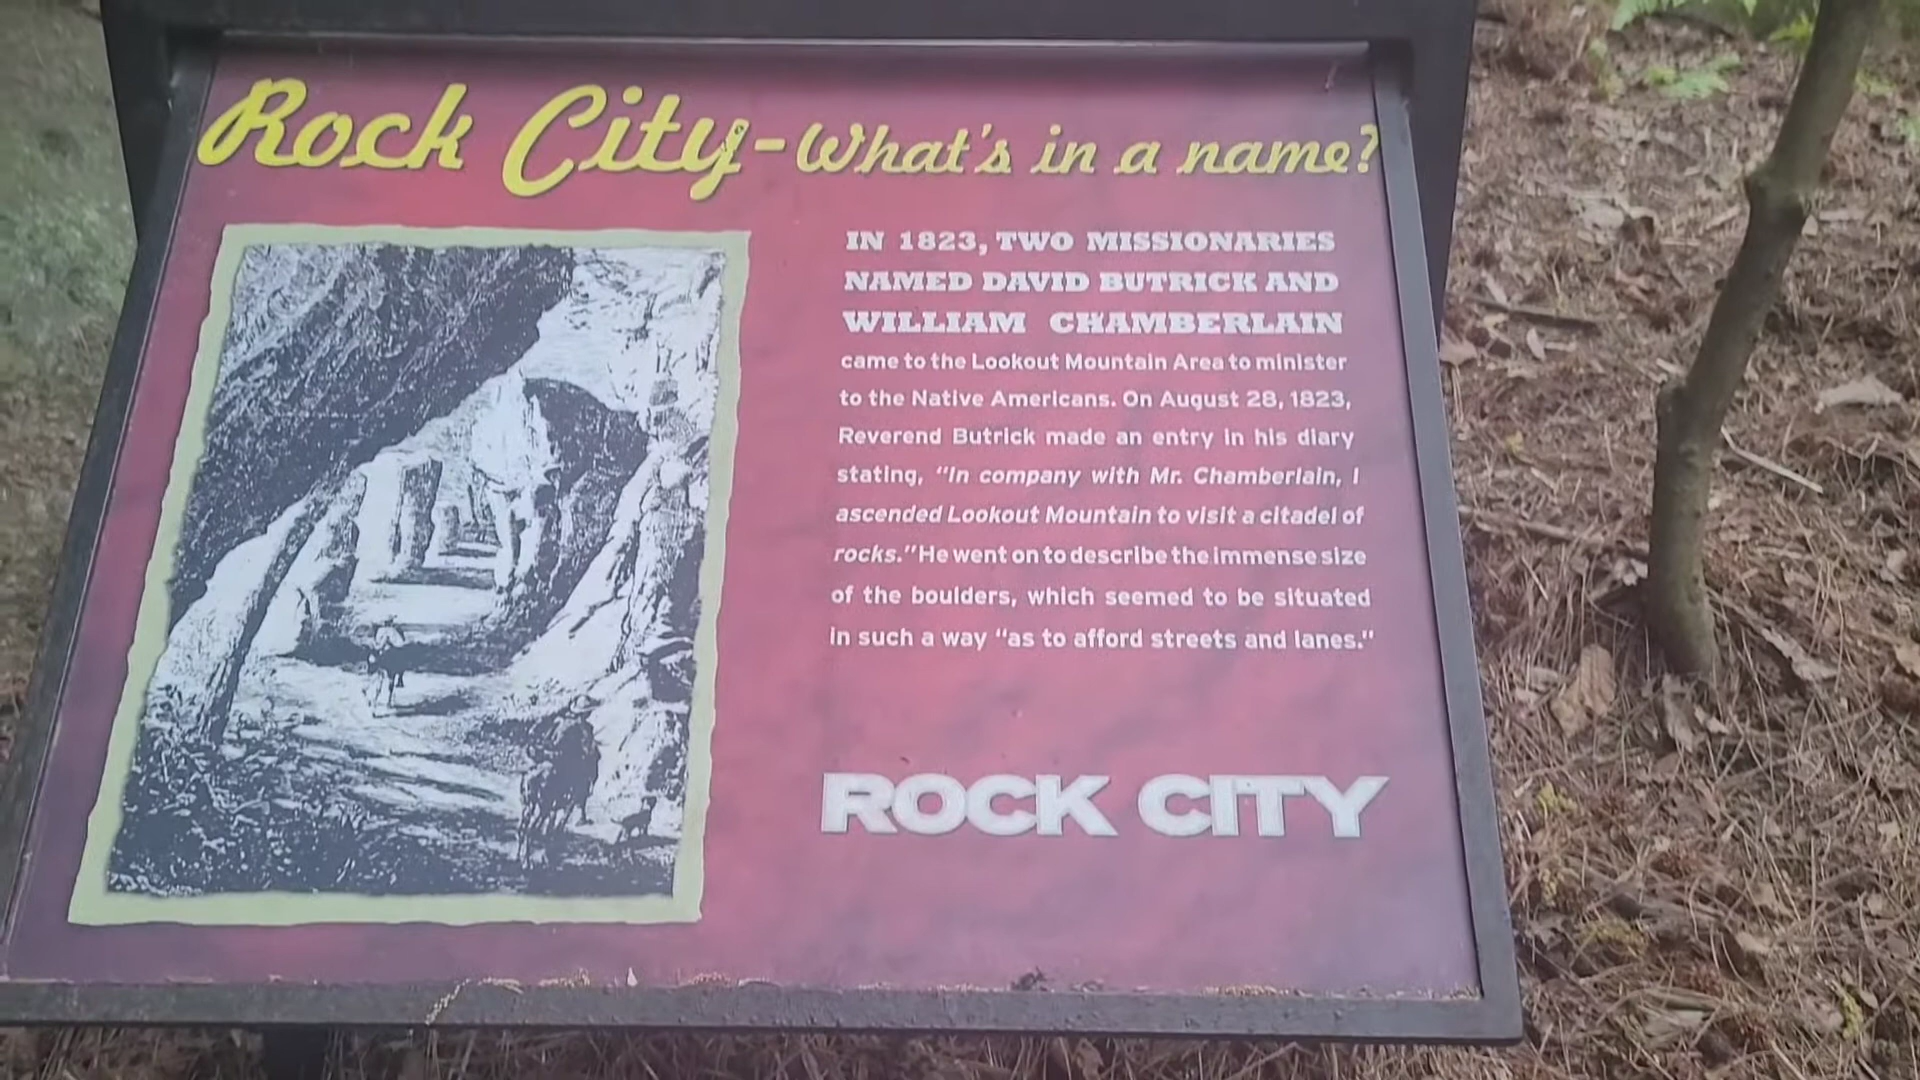 Rock City - What's in a name?
IN 1823, TWO MISSIONARIES
NAMED DAVID BUTRICK AND
WILLIAM CHAMBERLAIN
came to the Lookout Mountain Area to minister
to the Native Americans. On August 28, 1823,
Reverend Butrick made an entry in his diary
stating, "In company with Mr. Chamberlain, I
ascended Lookout Mountain to visit a citadel of
rocks." He went on to describe the immense size
of the boulders, which seemed to be situated
in such a way "as to afford streets and lanes."
ROCK CITY